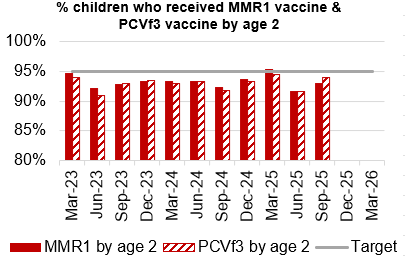 % children who received MMR1 vaccine &
PCVf3 vaccine by age 2
100%
95%
90%
85%
80%
Mar-23
Jun-23
Sep-23
Dec-23
Mar-24
Jun-24
Sep-24
Dec-24
Mar-25
Jun-25
Sep-25
Dec-25
Mar-26
MMR1 by age 2 PCVf3 by age 2 Target